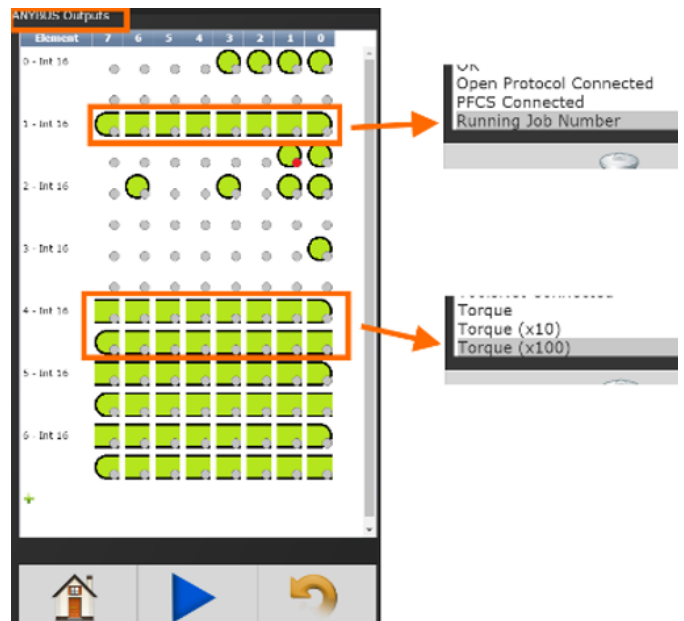 ANYBUS Outputs
Element 7 6 5 4 3 2 1 0
0 - Int 16
1 - Int 16
2 - Int 16
3 - Int 16
4 - Int 16
5 - Int 16
6 - Int 16
Open Protocol Connected
PFCS Connected
Running Job Number
Torque
Torque (x10)
Torque (x100)